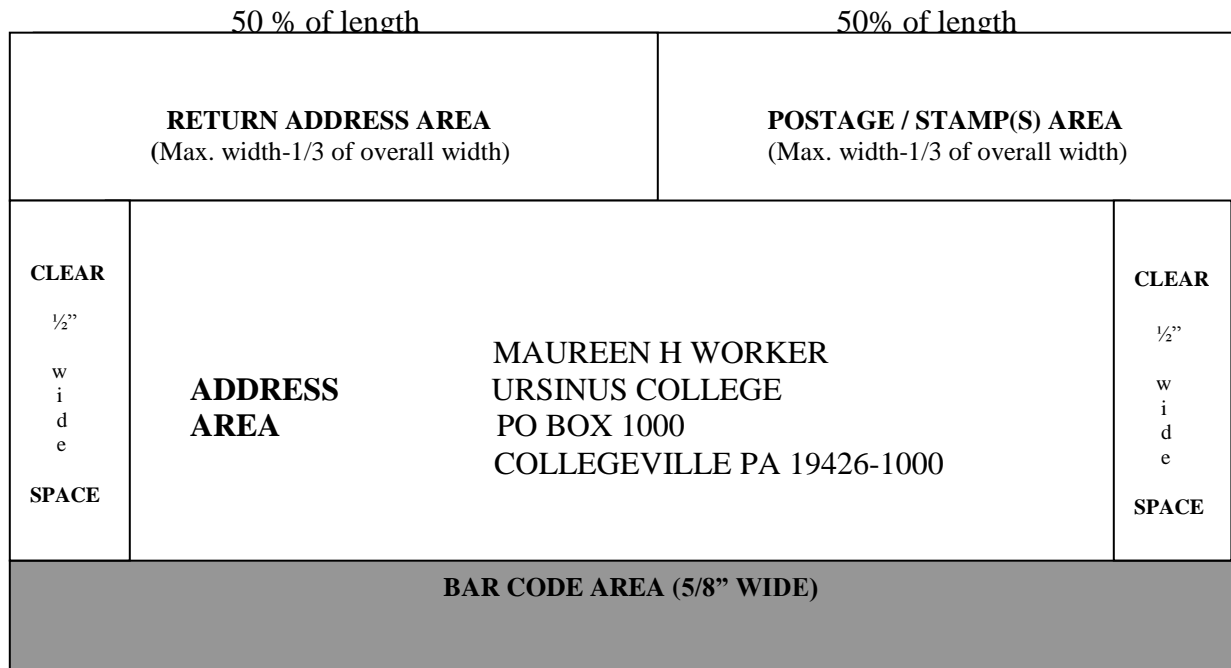 50 % of length 50% of length
RETURN ADDRESS AREA
(Max. width-1/3 of overall width)
POSTAGE / STAMP(S) AREA
(Max. width-1/3 of overall width)
CLEAR
½”
w
i
d
e
SPACE
ADDRESS
AREA
MAUREEN H WORKER
URSINUS COLLEGE
PO BOX 1000
COLLEGEVILLE PA 19426-1000
CLEAR
½”
w
i
d
e
SPACE
BAR CODE AREA (5/8” WIDE)